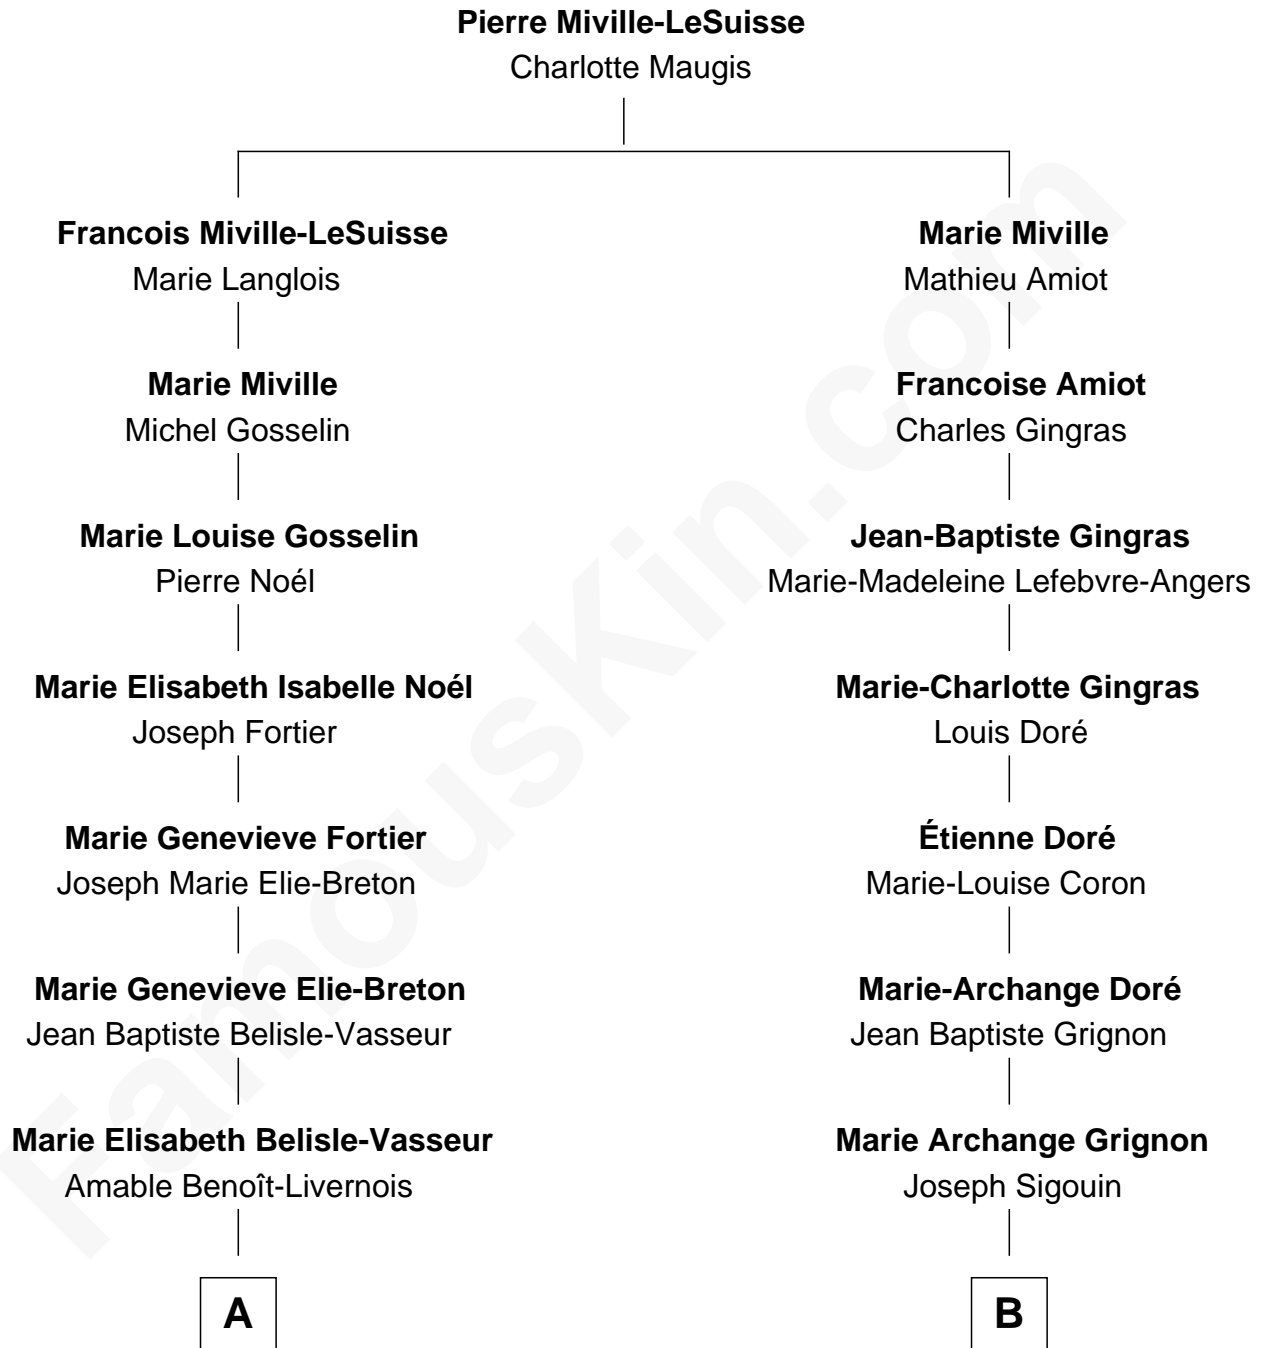 Pierre Miville-LeSuisse
Charlotte Maugis
Francois Miville-LeSuisse
Marie Langlois
Marie Miville
Michel Gosselin
Marie Louise Gosselin
Pierre Noél
Marie Elisabeth Isabelle Noél
Joseph Fortier
Marie Genevieve Fortier
Joseph Marie Elie-Breton
Marie Genevieve Elie-Breton
Jean Baptiste Belisle-Vasseur
Marie Elisabeth Belisle-Vasseur
Amable Benoît-Livernois
A
Marie Miville
Mathieu Amiot
Francoise Amiot
Charles Gingras
Jean-Baptiste Gingras
Marie-Madeleine Lefebvre-Angers
Marie-Charlotte Gingras
Louis Doré
Étienne Doré
Marie-Louise Coron
Marie-Archange Doré
Jean Baptiste Grignon
Marie Archange Grignon
Joseph Sigouin
B
FamousKin.com